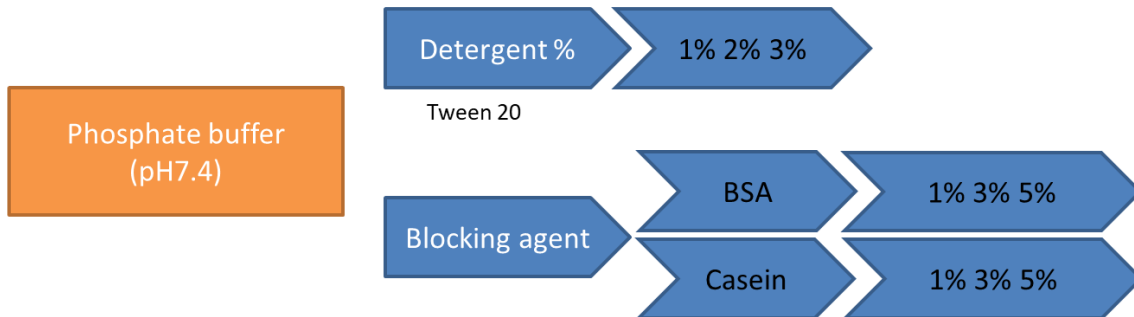 Detergent %
1% 2% 3%
Tween 20
Phosphate buffer
(pH7.4)
BSA
1% 3% 5%
Blocking agent
Casein
1% 3% 5%